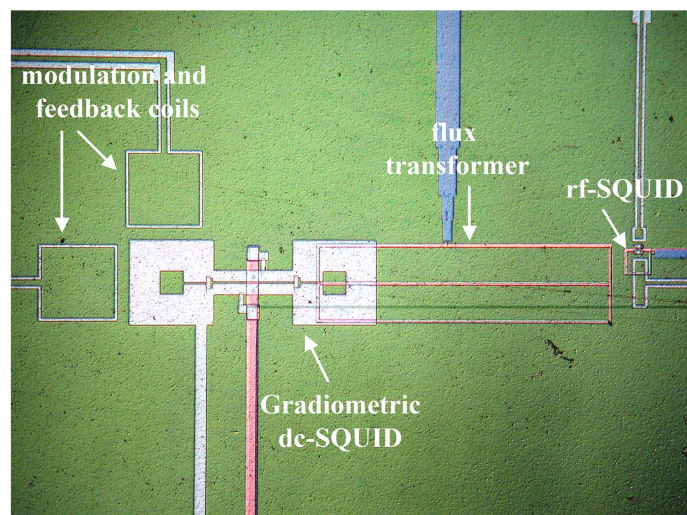 modulation and
feedback coils
flux
transformer
rf-SQUID
Gradiometric
dc-SQUID